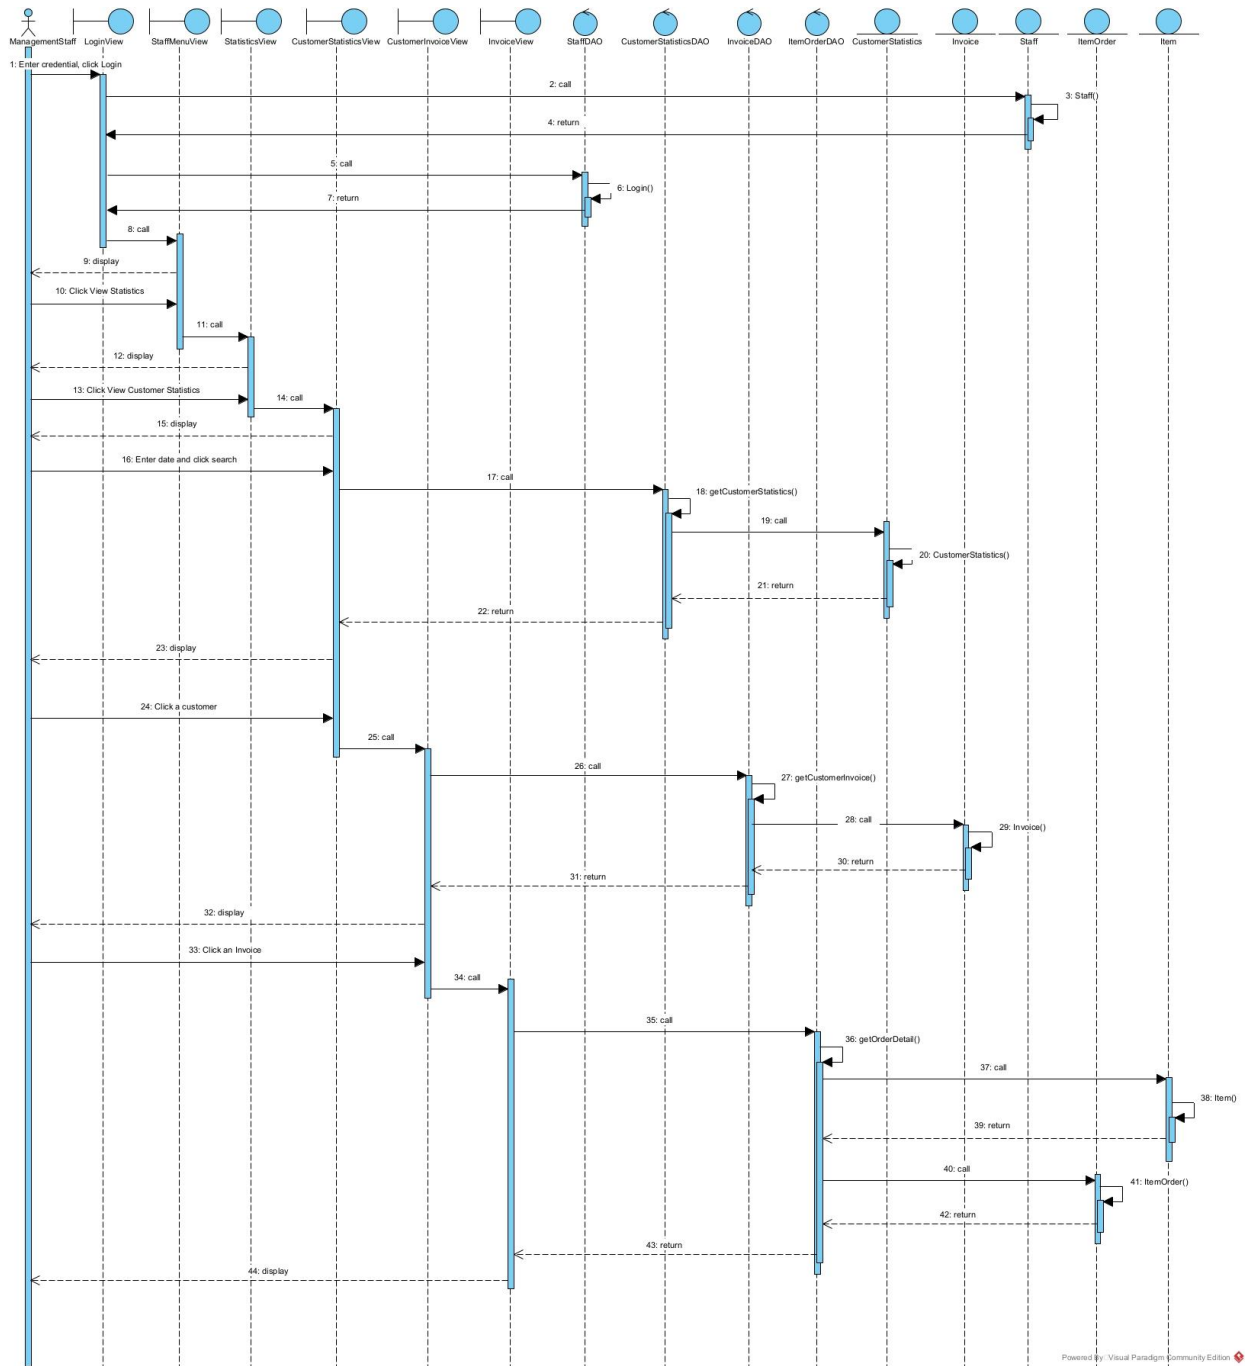 ManagementStaff LoginView StaffMenuView StatisticsView CustomerStatisticsView CustomerInvoiceView InvoiceView StaffDAO CustomerStatisticsDAO InvoiceDAO ItemOrderDAO CustomerStatistics Invoice Staff ItemOrder Item
1: Enter credential, click Login
2: call
3: Staff()
4: return
5: call
6: Login()
7: return
8: call
9: display
10: Click View Statistics
11: call
12: display
13: Click View Customer Statistics
14: call
15: display
16: Enter date and click search
17: call
18: getCustomerStatistics()
19: call
20: CustomerStatistics()
21: return
22: return
23: display
24: Click a customer
25: call
26: call
27: getCustomerInvoice()
28: call
29: Invoice()
30: return
31: return
32: display
33: Click an Invoice
34: call
35: call
36: getOrderDetail()
37: call
38: Item()
39: return
40: call
41: ItemOrder()
42: return
43: return
44: display
Powered By Visual Paradigm Community Edition